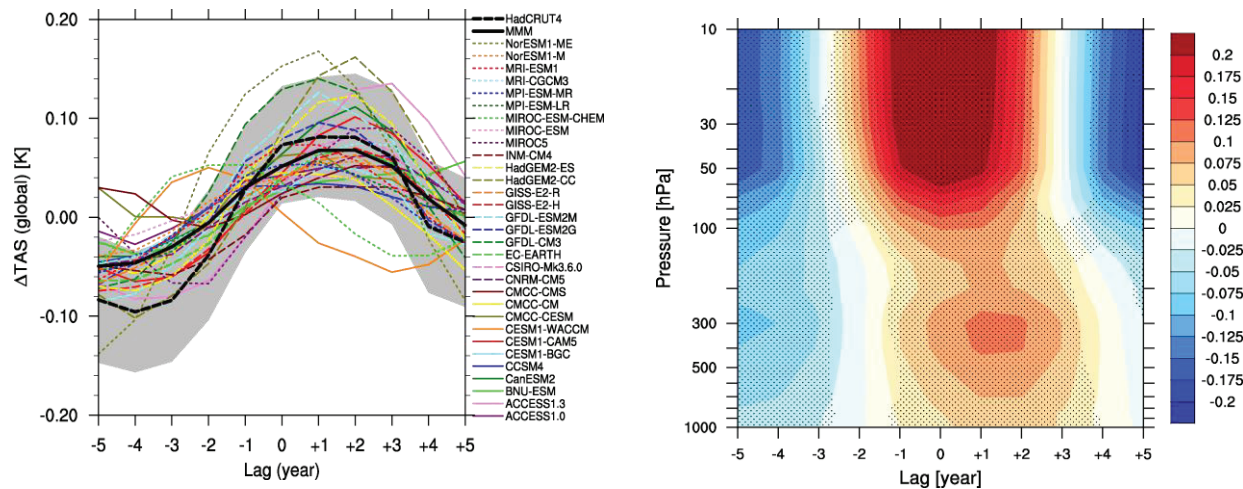 0.20
0.10
0.00
-0.10
-0.20
ΔTAS (global) [K]
-5 -4 -3 -2 -1 0 +1 +2 +3 +4 +5
Lag (year)
HadCRUT4
MMM
NorESM1-ME
NorESM1-M
MRI-ESM1
MRI-CGCM3
MPI-ESM-MR
MPI-ESM-LR
MIROC-ESM-CHEM
MIROC-ESM
MIROC5
INM-CM4
HadGEM2-ES
HadGEM2-CC
GISS-E2-R
GISS-E2-H
GFDL-ESM2M
GFDL-ESM2G
GFDL-CM3
EC-EARTH
CSIRO-Mk3.6.0
CNRM-CM5
CMCC-CMS
CMCC-CM
CMCC-CESM
CESM1-WACCM
CESM1-CAM5
CESM1-BGC
CCSM4
CanESM2
BNU-ESM
ACCESS1.3
ACCESS1.0
10
30
50
100
300
500
1000
Pressure [hPa]
-5 -4 -3 -2 -1 0 +1 +2 +3 +4 +5
Lag [year]
0.2
0.175
0.15
0.125
0.1
0.075
0.05
0.025
0
-0.025
-0.05
-0.075
-0.1
-0.125
-0.15
-0.175
-0.2